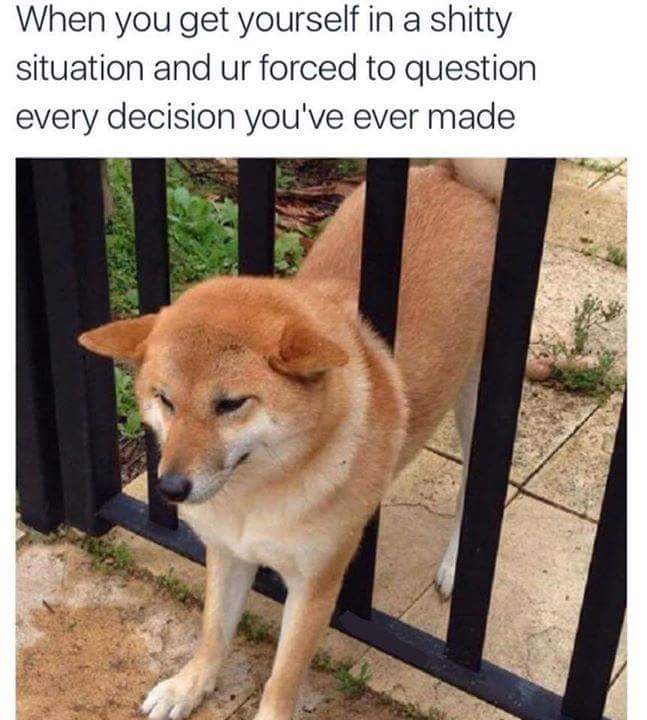 When you get yourself in a shitty
situation and ur forced to question
every decision you've ever made